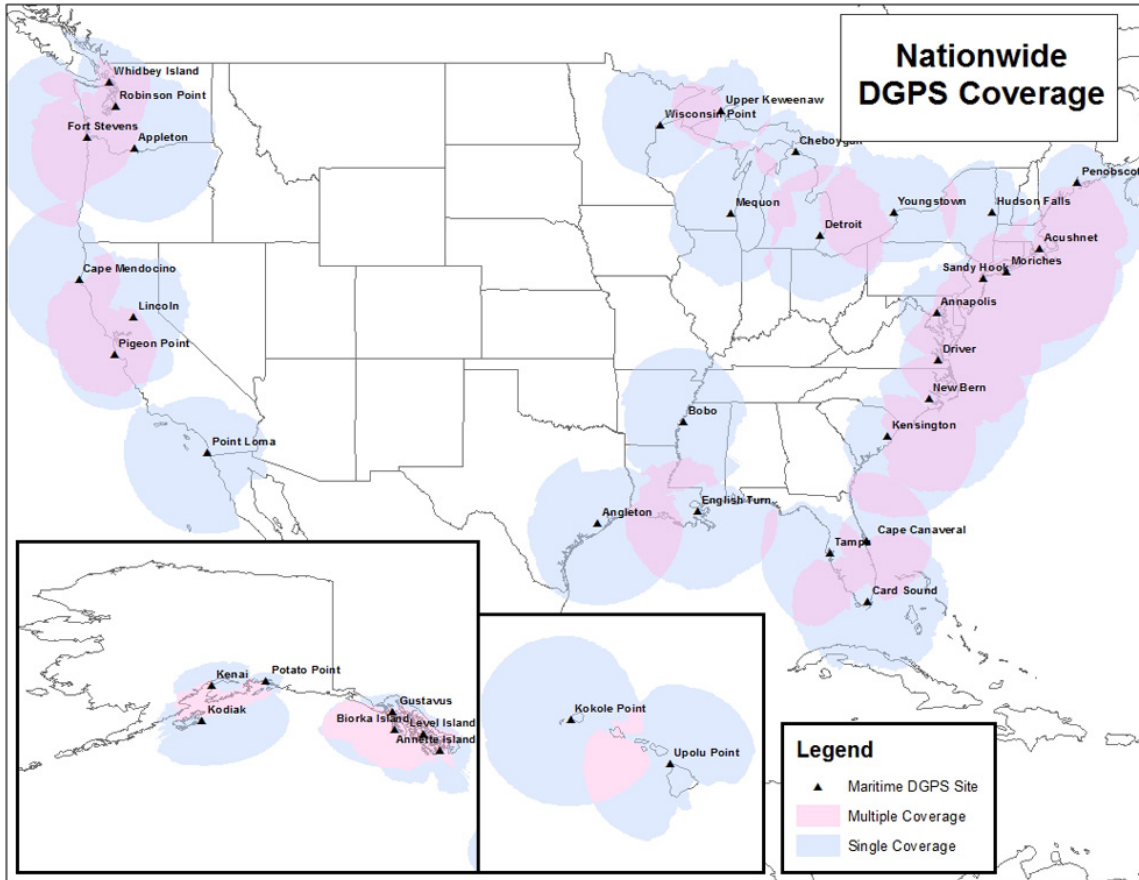 Nationwide
DGPS Coverage
Whidbey Island
Robinson Point
Fort Stevens
Appleton
Cape Mendocino
Lincoln
Pigeon Point
Point Loma
Upper Keweenaw
Wisconsin Point
Cheboygan
Mequon
Detroit
Youngstown
Hudson Falls
Penobscot
Acushnet
Moriches
Sandy Hook
Annapolis
Driver
New Bern
Kensington
Bobo
English Turn
Angleton
Cape Canaveral
Tampa
Card Sound
Kenai
Potato Point
Kodiak
Gustavus
Biorka Island
Level Island
Annette Island
Kokole Point
Upolu Point
Legend
Maritime DGPS Site
Multiple Coverage
Single Coverage